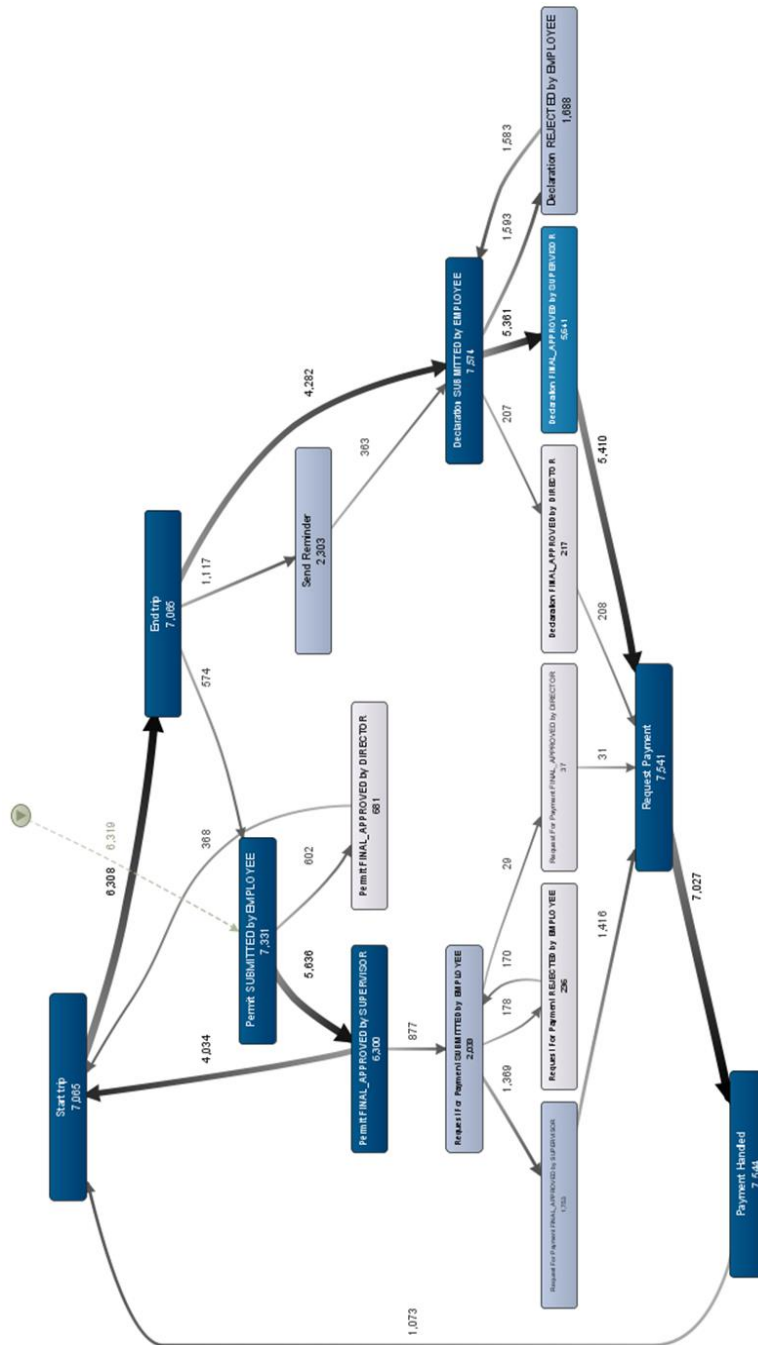 Start trip
7,065
End trip
7,065
6,308
6,319
368
574
1,117
4,282
4,034
Permit SUBMITTED by EMPLOYEE
7,331
Send Reminder
2,303
602
5,636
363
Permit FINAL_APPROVED by SUPERVISOR
6,300
Permit FINAL_APPROVED by DIRECTOR
681
877
Request For Payment SUBMITTED by EMPLOYEE
Declaration SUBMITTED by EMPLOYEE
7,574
1,369
178
170
29
207
5,361
1,593
1,583
Request For Payment FINAL_APPROVED by SUPERVISOR
Request For Payment REJECTED by EMPLOYEE
Request For Payment FINAL_APPROVED by DIRECTOR
37
Declaration FINAL_APPROVED by DIRECTOR
217
Declaration FINAL_APPROVED by SUPERVISOR
5,641
Declaration REJECTED by EMPLOYEE
1,688
1,416
31
208
5,410
Request Payment
7,541
7,027
1,073
Payment Handled